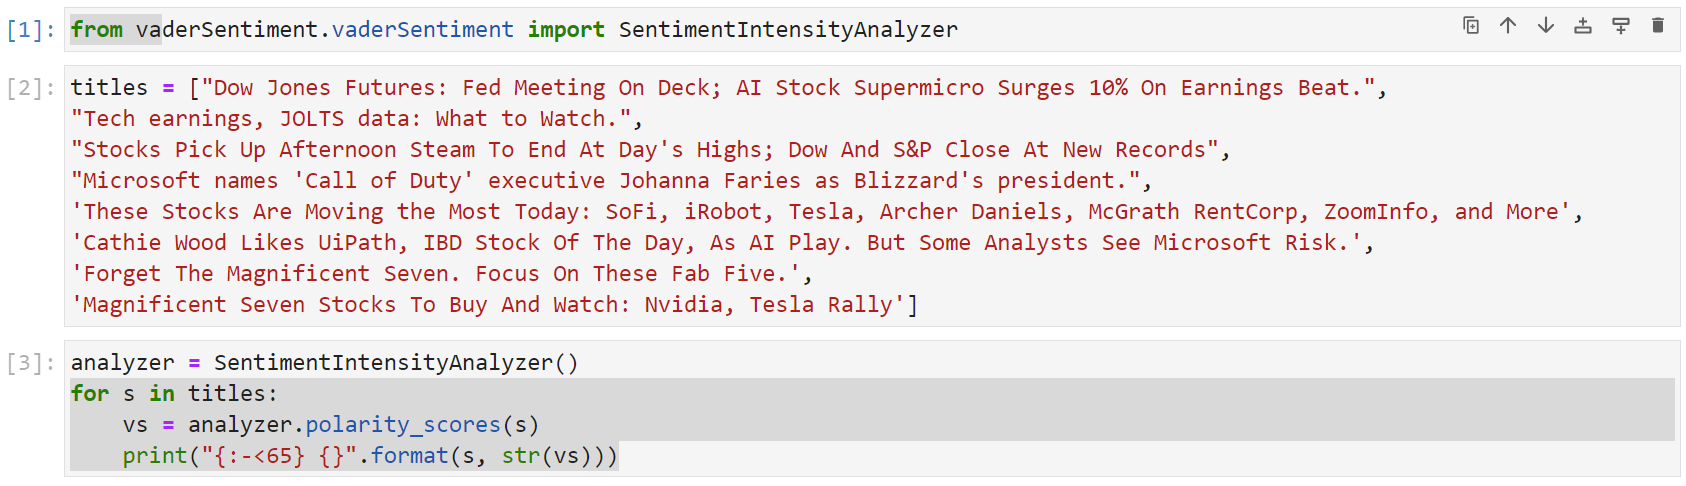 [1]: from vaderSentiment.vaderSentiment import SentimentIntensityAnalyzer
[2]: titles = ["Dow Jones Futures: Fed Meeting On Deck; AI Stock Supermicro Surges 10% On Earnings Beat.",
"Tech earnings, JOLTS data: What to Watch.",
"Stocks Pick Up Afternoon Steam To End At Day's Highs; Dow And S&P Close At New Records",
"Microsoft names 'Call of Duty' executive Johanna Faries as Blizzard's president.",
'These Stocks Are Moving the Most Today: SoFi, iRobot, Tesla, Archer Daniels, McGrath RentCorp, ZoomInfo, and More',
'Cathie Wood Likes UiPath, IBD Stock Of The Day, As AI Play. But Some Analysts See Microsoft Risk.',
'Forget The Magnificent Seven. Focus On These Fab Five.',
'Magnificent Seven Stocks To Buy And Watch: Nvidia, Tesla Rally']
[3]: analyzer = SentimentIntensityAnalyzer()
for s in titles:
    vs = analyzer.polarity_scores(s)
    print("{:-<65} {}".format(s, str(vs)))